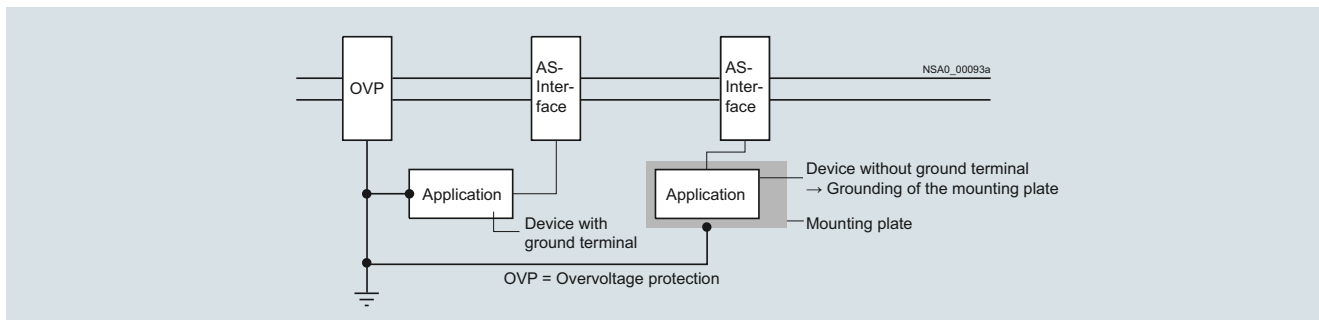 OVP
AS-
Inter-
face
AS-
Inter-
face
NSA0_00093a
Application
Device with
ground terminal
Application
Device without ground terminal
→ Grounding of the mounting plate
Mounting plate
OVP = Overvoltage protection